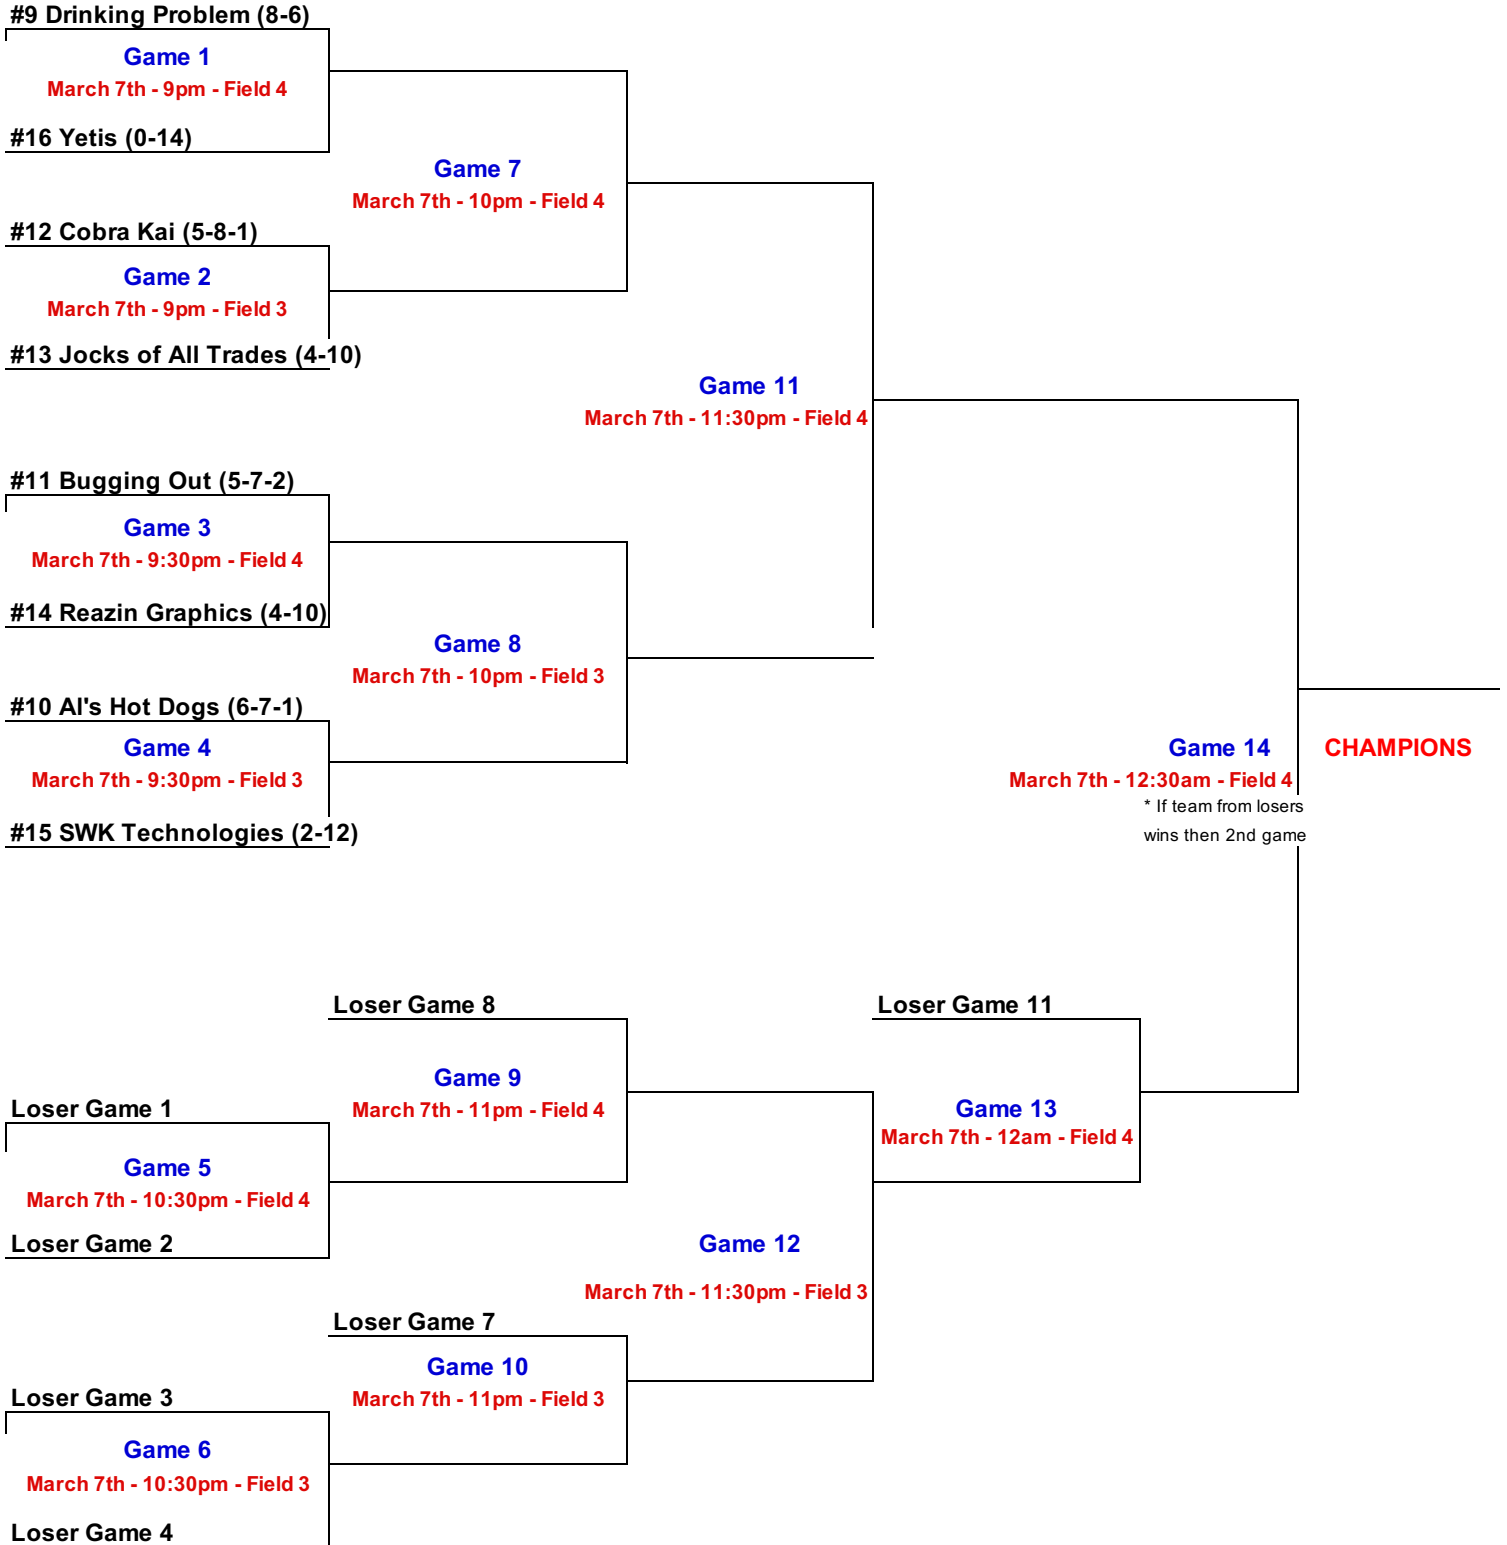 #9 Drinking Problem (8-6)
Game 1
March 7th - 9pm - Field 4
#16 Yetis (0-14)
Game 7
March 7th - 10pm - Field 4
#12 Cobra Kai (5-8-1)
Game 2
March 7th - 9pm - Field 3
#13 Jocks of All Trades (4-10)
Game 11
March 7th - 11:30pm - Field 4
#11 Bugging Out (5-7-2)
Game 3
March 7th - 9:30pm - Field 4
#14 Reazin Graphics (4-10)
Game 8
March 7th - 10pm - Field 3
#10 Al's Hot Dogs (6-7-1)
Game 4
March 7th - 9:30pm - Field 3
#15 SWK Technologies (2-12)
Game 14
CHAMPIONS
March 7th - 12:30am - Field 4
* If team from losers
wins then 2nd game
Loser Game 8
Loser Game 11
Game 9
March 7th - 11pm - Field 4
Loser Game 1
Game 13
March 7th - 12am - Field 4
Game 5
March 7th - 10:30pm - Field 4
Loser Game 2
Game 12
March 7th - 11:30pm - Field 3
Loser Game 7
Game 10
March 7th - 11pm - Field 3
Loser Game 3
Game 6
March 7th - 10:30pm - Field 3
Loser Game 4